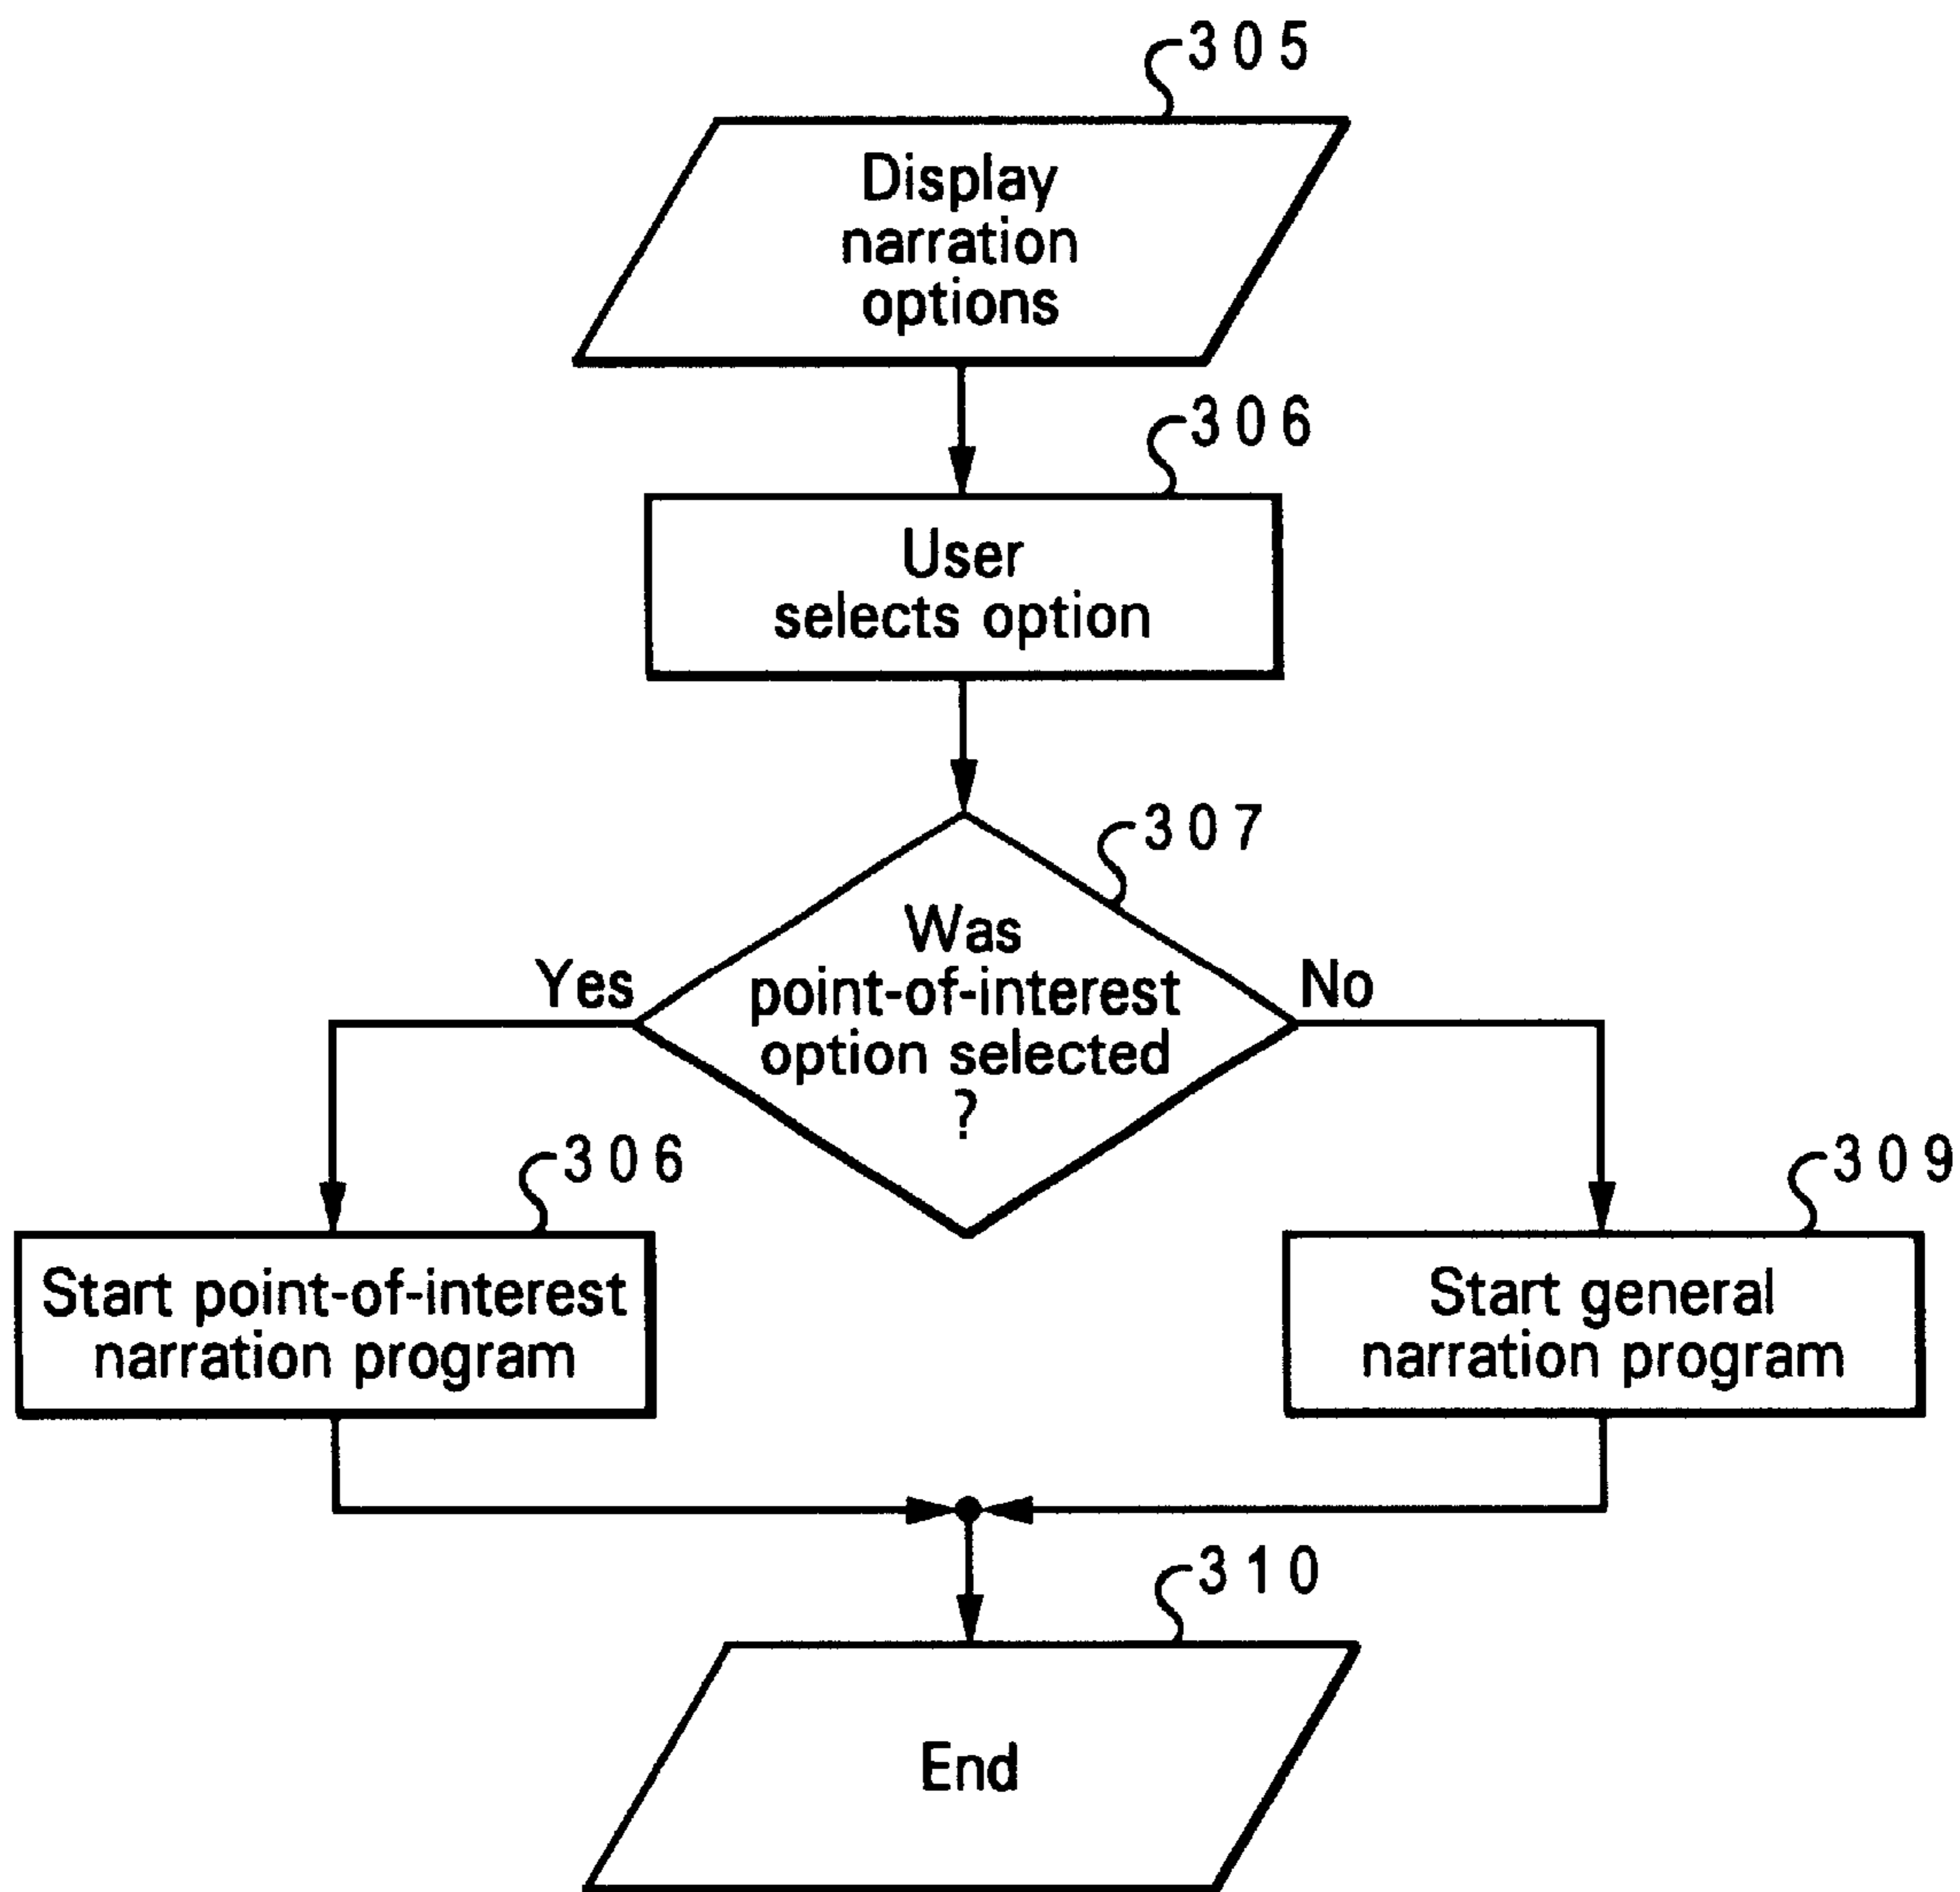 305
Display
narration
options
306
User
selects option
307
Was
point-of-interest
option selected
?
Yes
No
306
Start point-of-interest
narration program
309
Start general
narration program
310
End